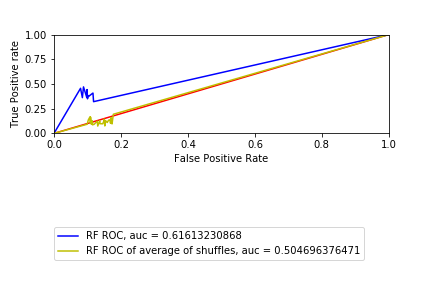 1.00
0.75
0.50
0.25
0.00
True Positive rate
0.0 0.2 0.4 0.6 0.8 1.0
False Positive Rate
RF ROC, auc = 0.61613230868
RF ROC of average of shuffles, auc = 0.504696376471